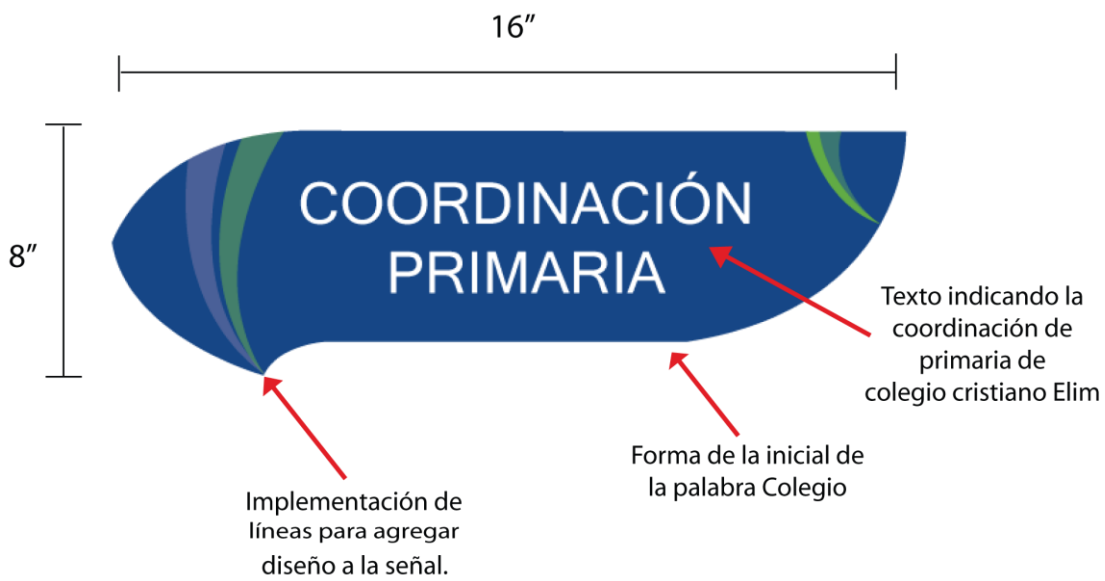 16”
8”
COORDINACIÓN
PRIMARIA
Texto indicando la
coordinación de
primaria de
colegio cristiano Elim
Forma de la inicial de
la palabra Colegio
Implementación de
líneas para agregar
diseño a la señal.